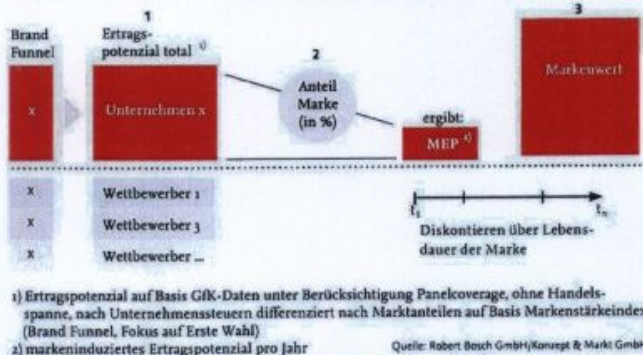 1
Brand
Funnel
Ertrags-
potenzial total 1)
x
Unternehmen x
2
Anteil
Marke
(in %)
ergibt:
MEP 2)
3
Markenwert
x
Wettbewerber 1
x
Wettbewerber 3
x
Wettbewerber ...
t1
tn
Diskontieren über Lebens-
dauer der Marke
1) Ertragspotenzial auf Basis GfK-Daten unter Berücksichtigung Panelcoverage, ohne Handels-
spanne, nach Unternehmenssteuern differenziert nach Marktanteilen auf Basis Markenstärkeindex
(Brand Funnel, Fokus auf Erste Wahl)
2) markeninduziertes Ertragspotenzial pro Jahr
Quelle: Robert Bosch GmbH/Konzept & Markt GmbH